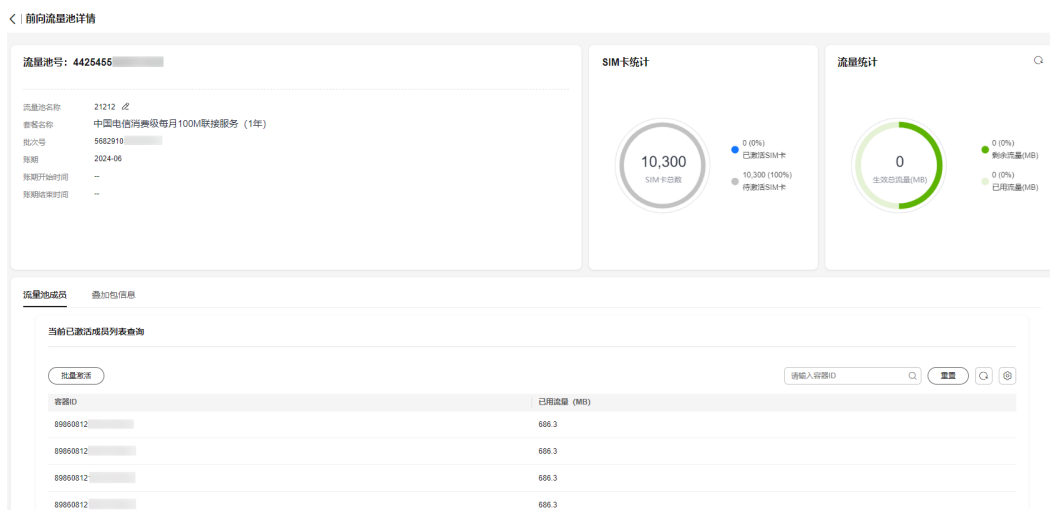 前向流量池详情
流量池号：4425455
流量池名称 21212
套餐名称 中国电信消费级每月100M联接服务（1年）
批次号 5682910
账期 2024-06
账期开始时间 --
账期结束时间 --
SIM卡统计
10,300
SIM卡总数
0 (0%)
已激活SIM卡
10,300 (100%)
待激活SIM卡
流量统计
0
生效总流量(MB)
0 (0%)
剩余流量(MB)
0 (0%)
已用流量(MB)
流量池成员 叠加包信息
当前已激活成员列表查询
批量激活 请输入容器ID 重置
容器ID 已用流量 (MB)
89860812 686.3
89860812 686.3
89860812 686.3
89860812 686.3